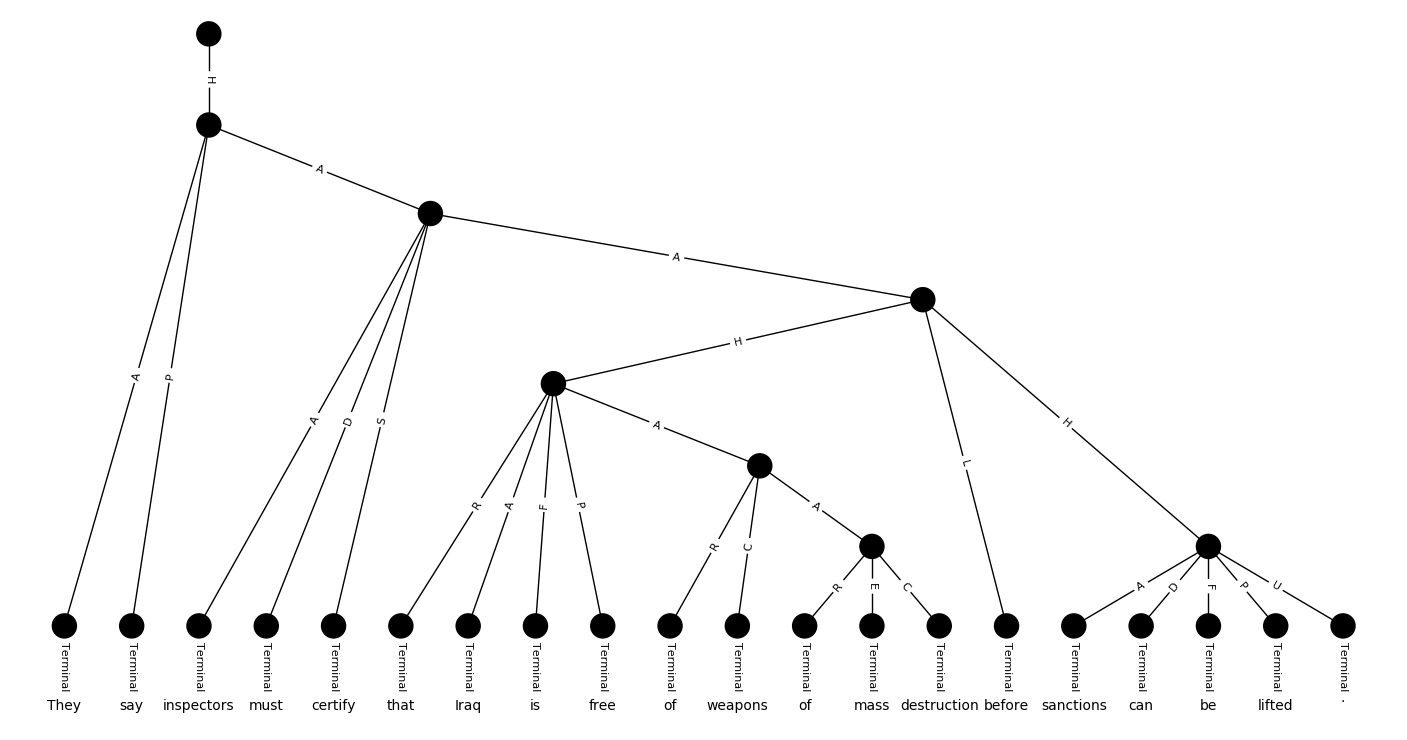 H
A
A
H
A
P
A
D
S
A
L
H
R
A
F
P
R
C
A
R
E
C
A
D
F
P
U
Terminal Terminal Terminal Terminal Terminal Terminal Terminal Terminal Terminal Terminal Terminal Terminal Terminal Terminal Terminal Terminal Terminal Terminal Terminal Terminal
They say inspectors must certify that Iraq is free of weapons of mass destruction before sanctions can be lifted .